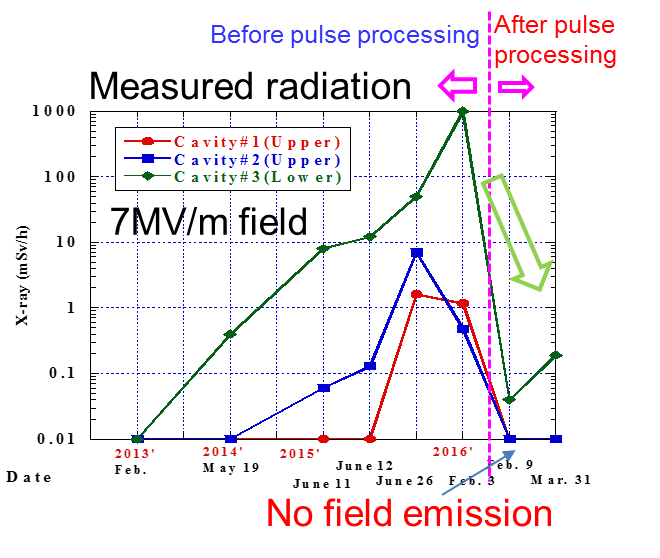 Before pulse processing
After pulse
processing
Measured radiation
Cavity#1(Upper)
Cavity#2(Upper)
Cavity#3(Lower)
7MV/m field
X-ray (mSv/h)
1000
100
10
1
0.1
0.01
Date
2013'
Feb.
2014'
May 19
2015'
June 11
June 12
June 26
2016'
Feb. 3
Feb. 9
Mar. 31
No field emission